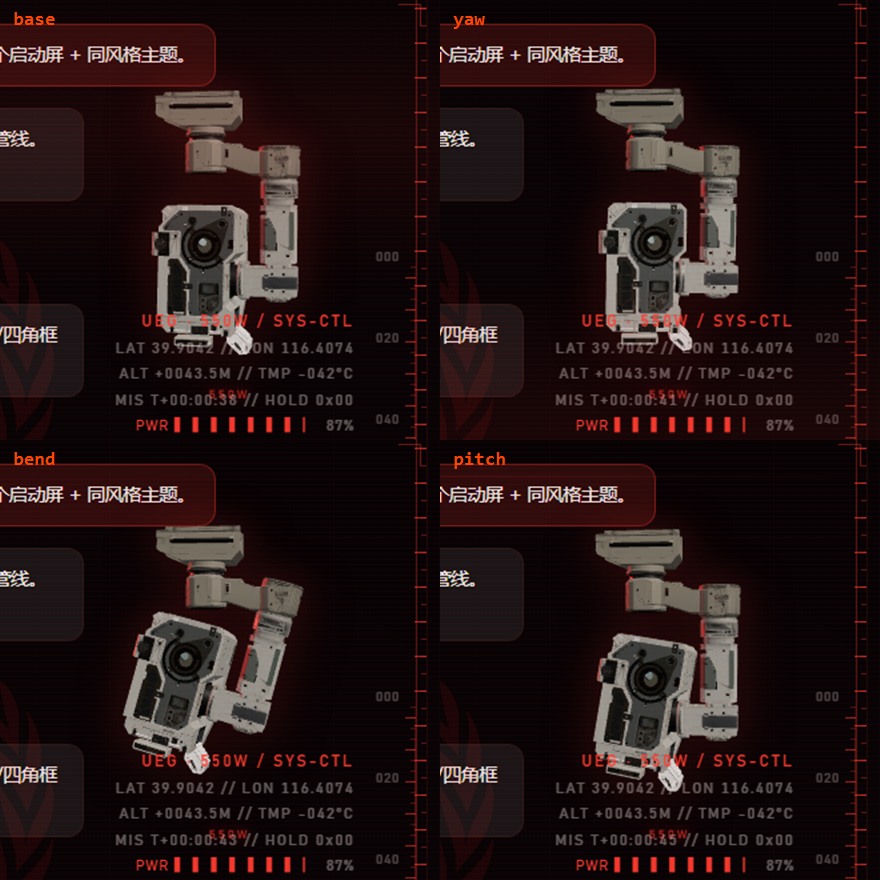 base
个启动屏 + 同风格主题。
管线。
000
/四角框
UEG 550W / SYS-CTL
020
LAT 39.9042 // LON 116.4074
ALT +0043.5M // TMP -042°C
550W
MIS T+00:00:38 // HOLD 0x00
040
PWR 87%
yaw
个启动屏 + 同风格主题。
管线。
000
/四角框
UEG 550W / SYS-CTL
020
LAT 39.9042 // LON 116.4074
ALT +0043.5M // TMP -042°C
550W
MIS T+00:00:41 // HOLD 0x00
040
PWR 87%
bend
个启动屏 + 同风格主题。
管线。
000
/四角框
UEG 550W / SYS-CTL
020
LAT 39.9042 // LON 116.4074
ALT +0043.5M // TMP -042°C
550W
MIS T+00:00:43 // HOLD 0x00
040
PWR 87%
pitch
个启动屏 + 同风格主题。
管线。
000
/四角框
UEG 550W / SYS-CTL
020
LAT 39.9042 // LON 116.4074
ALT +0043.5M // TMP -042°C
550W
MIS T+00:00:45 // HOLD 0x00
040
PWR 87%